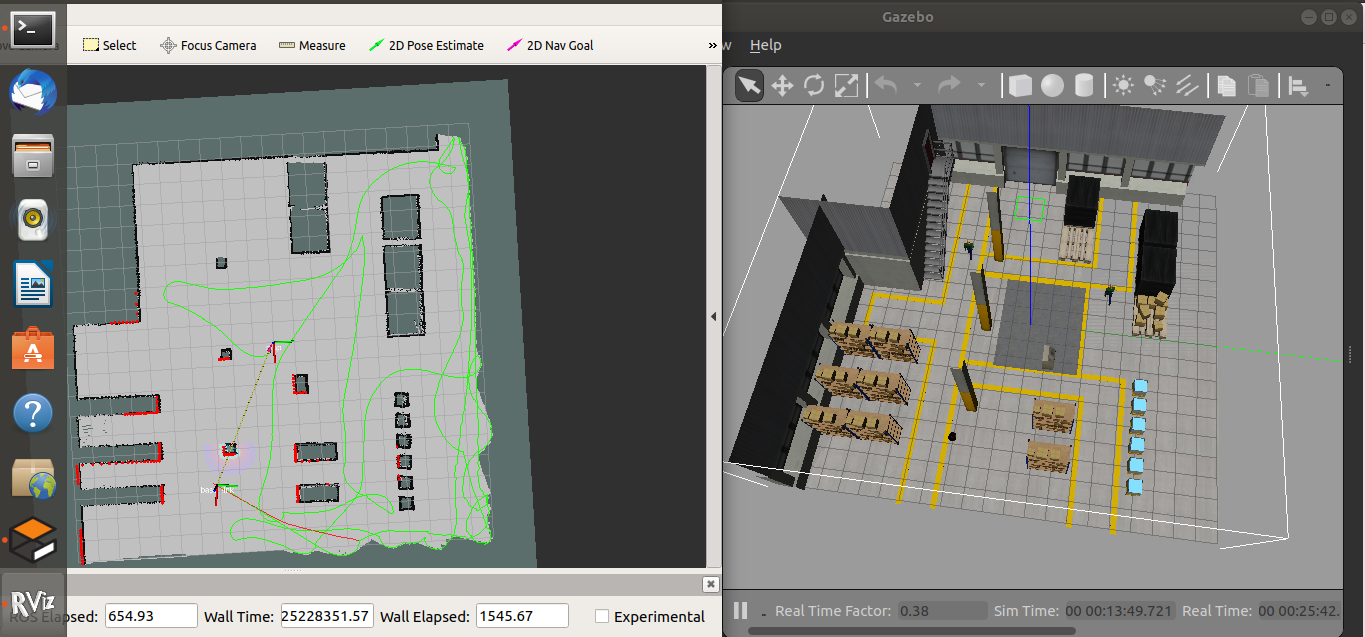 Select
Focus Camera
Measure
2D Pose Estimate
2D Nav Goal
»
RViz
Elapsed: 654.93
Wall Time: 25228351.57
Wall Elapsed: 1545.67
Experimental
Gazebo
w
Help
Real Time Factor: 0.38
Sim Time: 00 00:13:49.721
Real Time: 00 00:25:42.